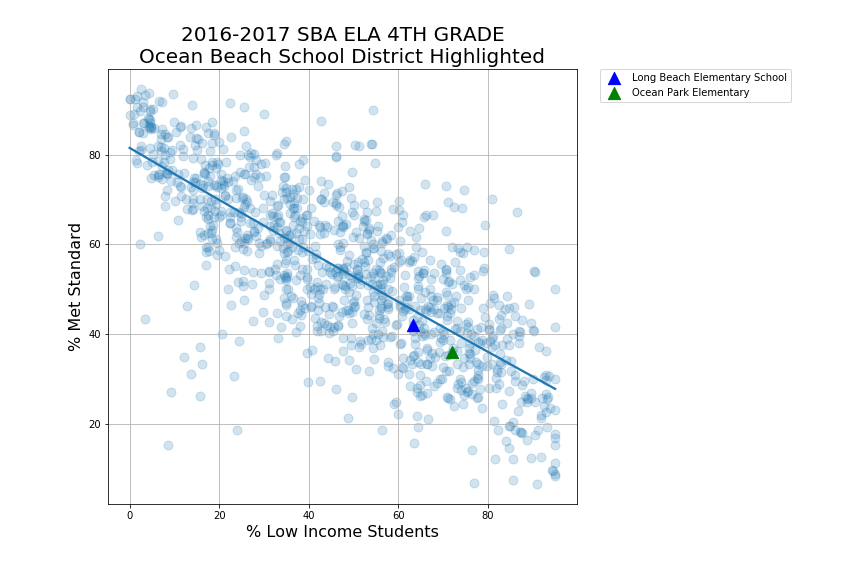 2016-2017 SBA ELA 4TH GRADE
Ocean Beach School District Highlighted
Long Beach Elementary School
Ocean Park Elementary
% Met Standard
80
60
40
20
0 20 40 60 80
% Low Income Students